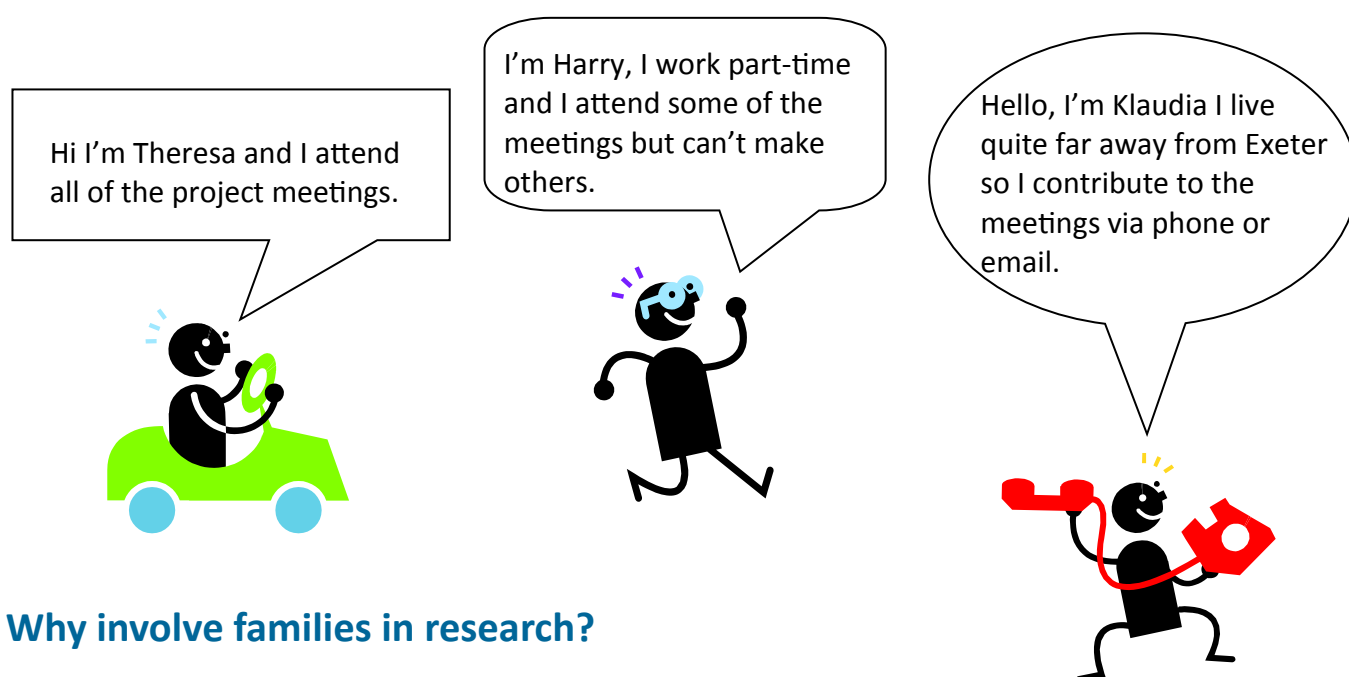 Hi I'm Theresa and I attend
all of the project meetings.
I'm Harry, I work part-time
and I attend some of the
meetings but can't make
others.
Hello, I'm Klaudia I live
quite far away from Exeter
so I contribute to the
meetings via phone or
email.
Why involve families in research?